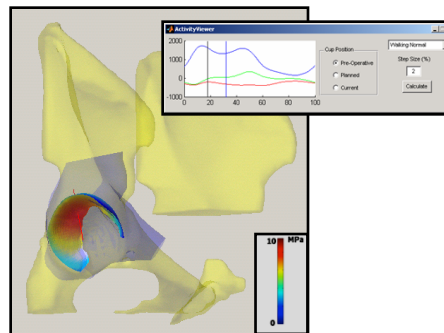 ActivityViewer
2000
1000
0
-1000
0
20
40
60
80
100
Cup Position
Pre-Operative
Planned
Current
Walking Normal
Step Size (%)
2
Calculate
10
MPa
0